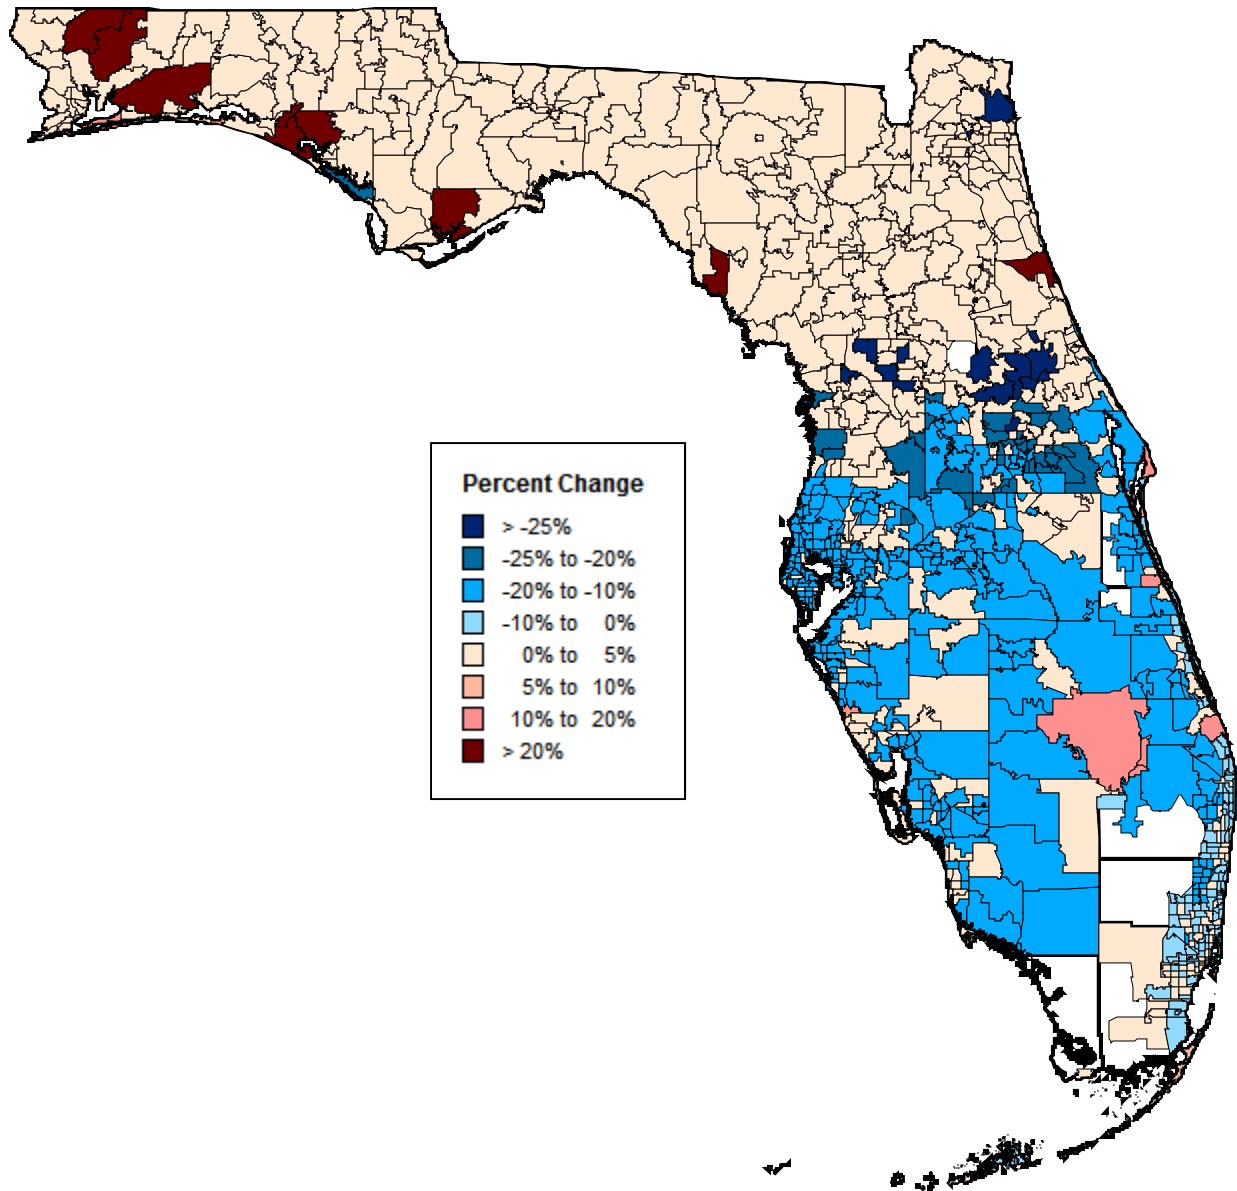 Percent Change
> -25%
-25% to -20%
-20% to -10%
-10% to 0%
0% to 5%
5% to 10%
10% to 20%
> 20%